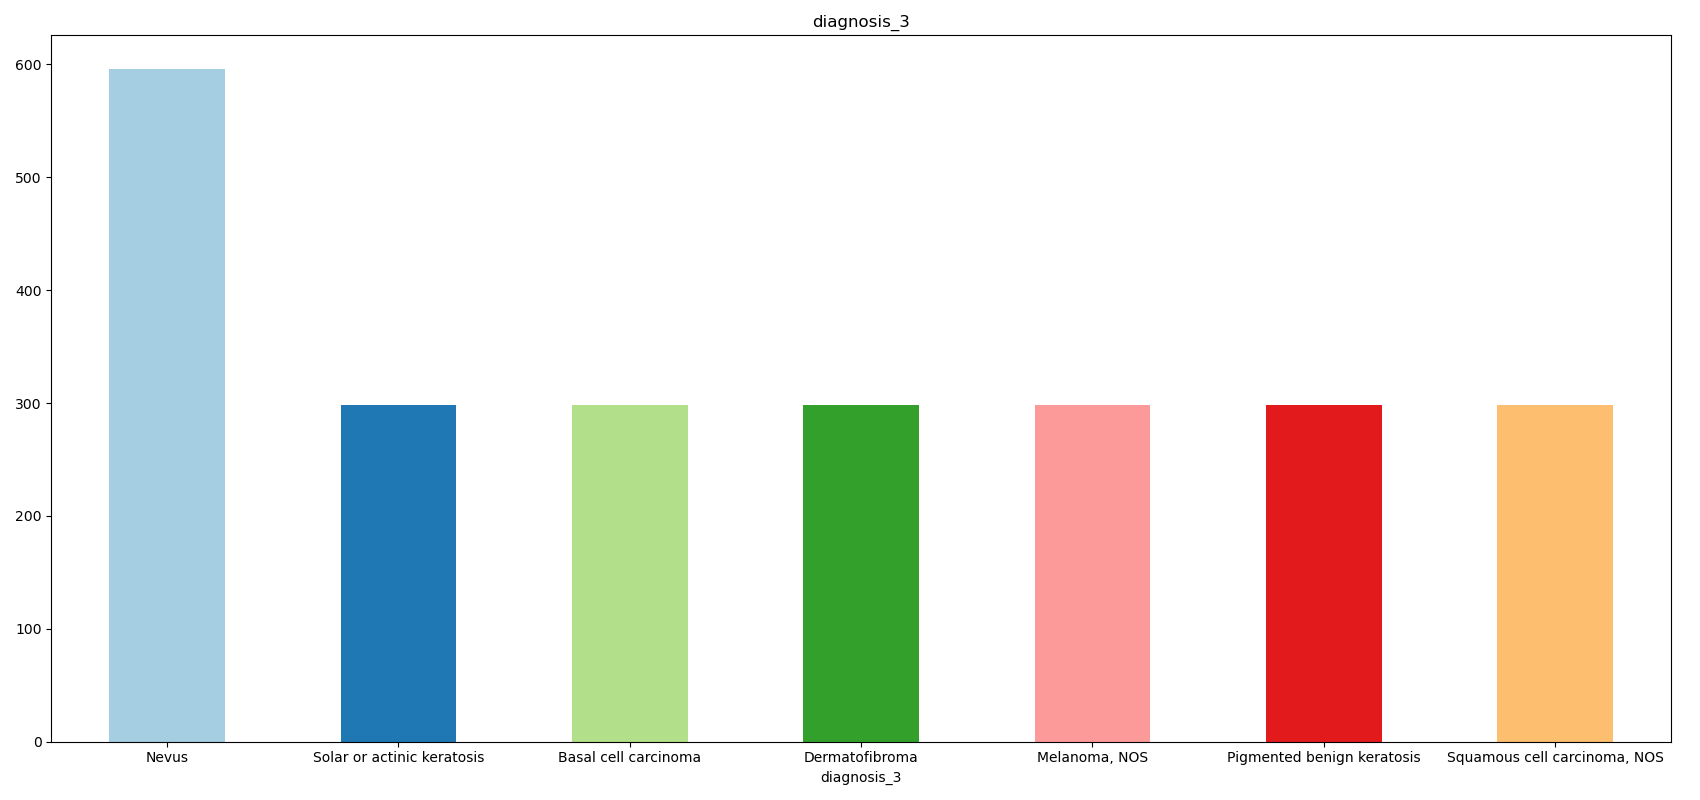 diagnosis_3
600
500
400
300
200
100
0
Nevus
Solar or actinic keratosis
Basal cell carcinoma
Dermatofibroma
Melanoma, NOS
Pigmented benign keratosis
Squamous cell carcinoma, NOS
diagnosis_3